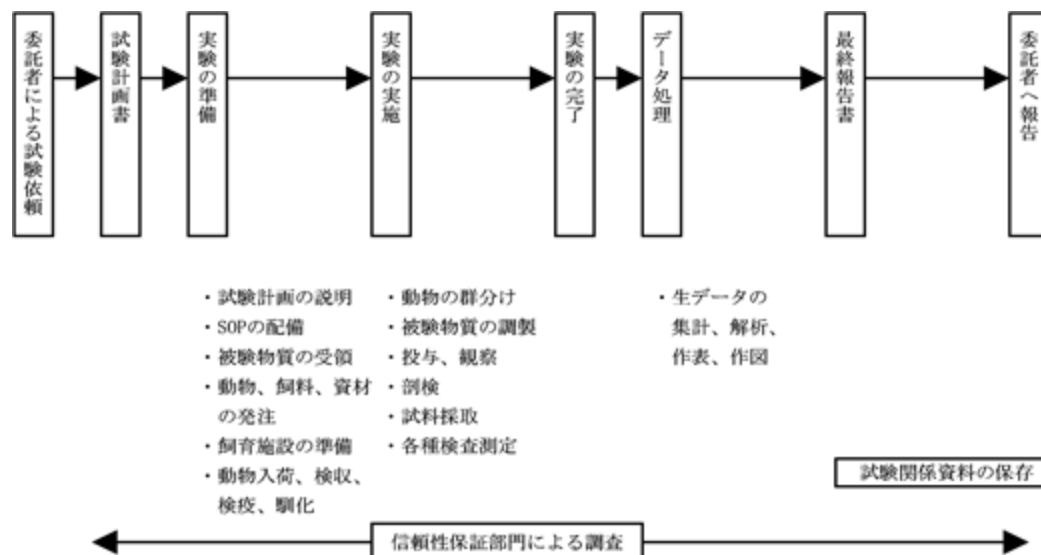 委託者による試験依頼
試験計画書
実験の準備
実験の実施
実験の完了
データ処理
最終報告書
委託者へ報告
・試験計画の説明
・SOPの配備
・被験物質の受領
・動物、飼料、資材
の発注
・飼育施設の準備
・動物入荷、検収、
検疫、馴化
・動物の群分け
・被験物質の調製
・投与、観察
・剖検
・試料採取
・各種検査測定
・生データの
集計、解析、
作表、作図
試験関係資料の保存
信頼性保証部門による調査